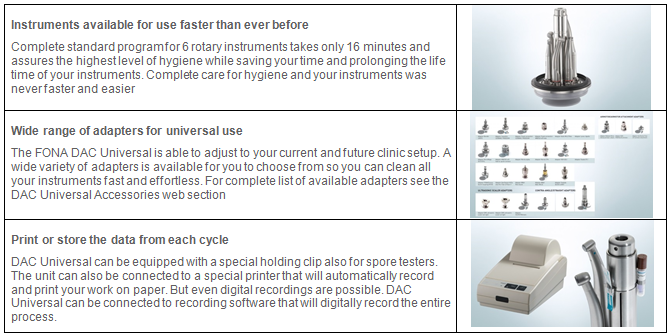 Instruments available for use faster than ever before
Complete standard program for 6 rotary instruments takes only 16 minutes and
assures the highest level of hygiene while saving your time and prolonging the life
time of your instruments. Complete care for hygiene and your instruments was
never faster and easier
Wide range of adapters for universal use
The FONA DAC Universal is able to adjust to your current and future clinic setup. A
wide variety of adapters is available for you to choose from so you can clean all
your instruments fast and effortless. For complete list of available adapters see the
DAC Universal Accessories web section
Print or store the data from each cycle
DAC Universal can be equipped with a special holding clip also for spore testers.
The unit can also be connected to a special printer that will automatically record
and print your work on paper. But even digital recordings are possible. DAC
Universal can be connected to recording software that will digitally record the entire
process.